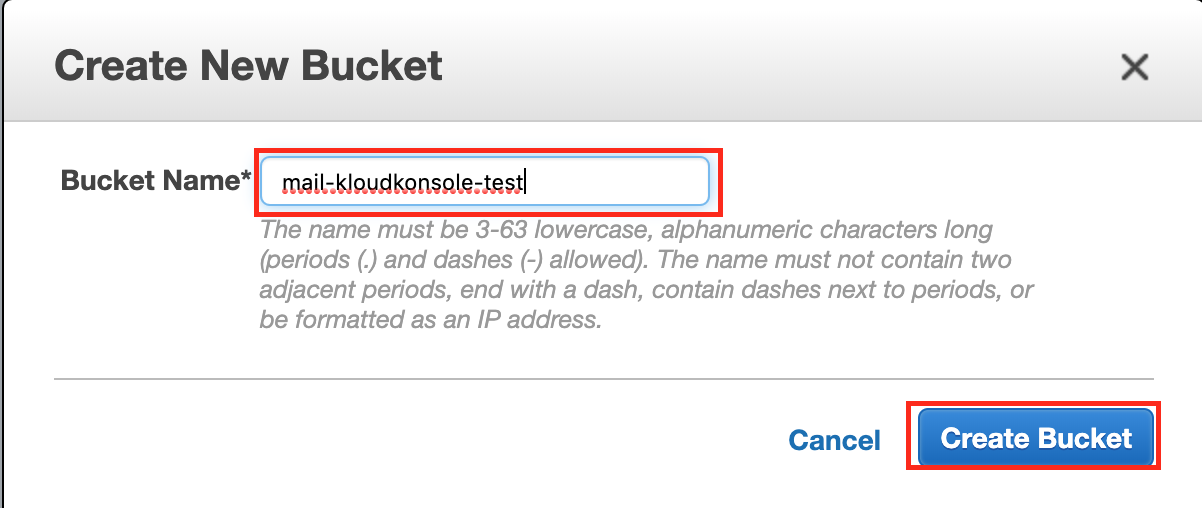 Create New Bucket
Bucket Name*
mail-kloudkonsole-test
The name must be 3-63 lowercase, alphanumeric characters long
(periods (.) and dashes (-) allowed). The name must not contain two
adjacent periods, end with a dash, contain dashes next to periods, or
be formatted as an IP address.
Cancel
Create Bucket